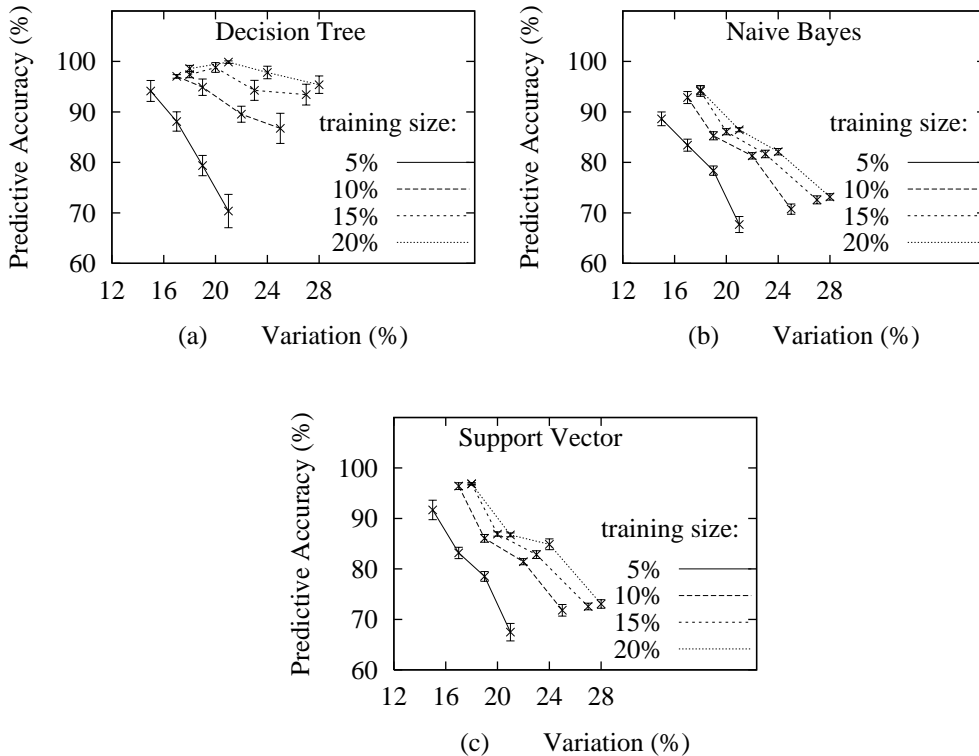 Decision Tree
Predictive Accuracy (%)
100
90
80
70
60
12 16 20 24 28
training size:
5%
10%
15%
20%
(a) Variation (%)
Naive Bayes
Predictive Accuracy (%)
100
90
80
70
60
12 16 20 24 28
training size:
5%
10%
15%
20%
(b) Variation (%)
Support Vector
Predictive Accuracy (%)
100
90
80
70
60
12 16 20 24 28
training size:
5%
10%
15%
20%
(c) Variation (%)